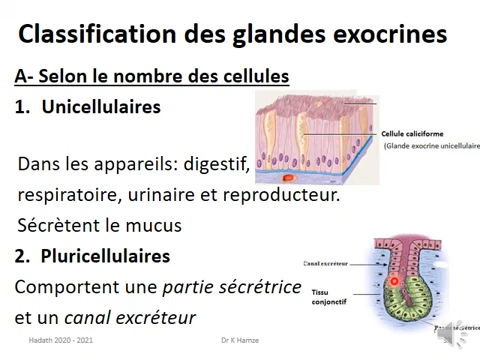 Classification des glandes exocrines
A- Selon le nombre des cellules
1. Unicellulaires
Cellule caliciforme
(Glande exocrine unicellulaire
Dans les appareils: digestif,
respiratoire, urinaire et reproducteur.
Sécrètent le mucus
2. Pluricellulaires
Canal excréteur
Comportent une partie sécrétrice
Tissu
conjonctif
et un canal excréteur
Hadath 2020 - 2021
Dr K Hamze